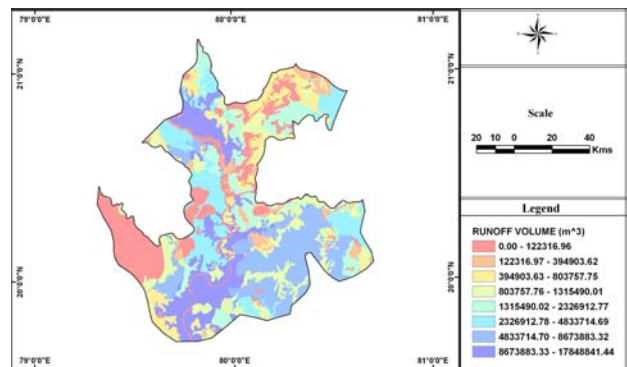 79°0'0"E 80°0'0"E 81°0'0"E
21°0'0"N 21°0'0"N
20°0'0"N 20°0'0"N
79°0'0"E 80°0'0"E 81°0'0"E
Scale
20 10 0 20 40
Kms
Legend
RUNOFF VOLUME (m^3)
0.00 - 122316.96
122316.97 - 394903.62
394903.63 - 803757.75
803757.76 - 1315490.01
1315490.02 - 2326912.77
2326912.78 - 4833714.69
4833714.70 - 8673883.32
8673883.33 - 17848841.44